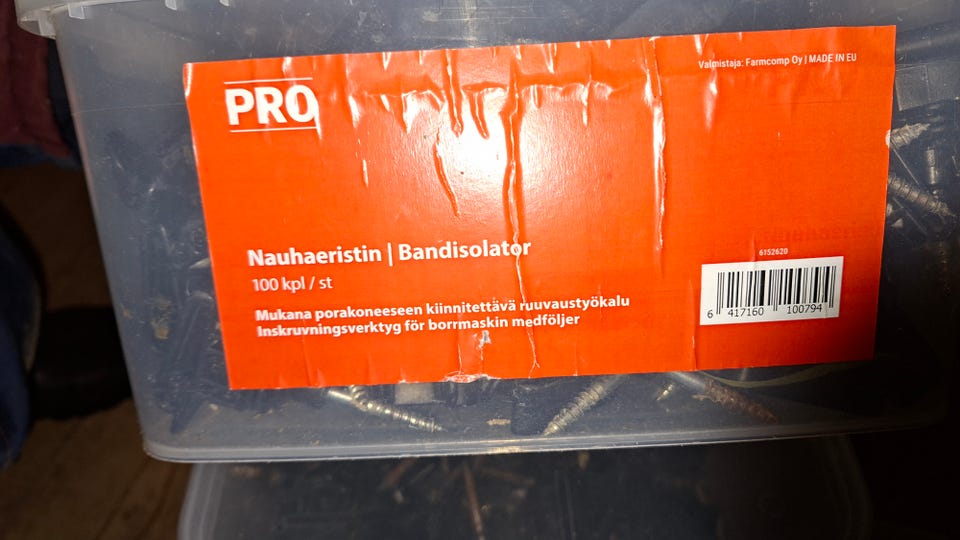 PRO
Valmistaja: Farmcomp Oy | MADE IN EU
Nauhaeristin | Bandisolator
100 kpl / st
Mukana porakoneeseen kiinnitettävä ruuvaustyökalu
Inskruvningsverktyg för borrmaskin medföljer
6152620
6 417160 100794